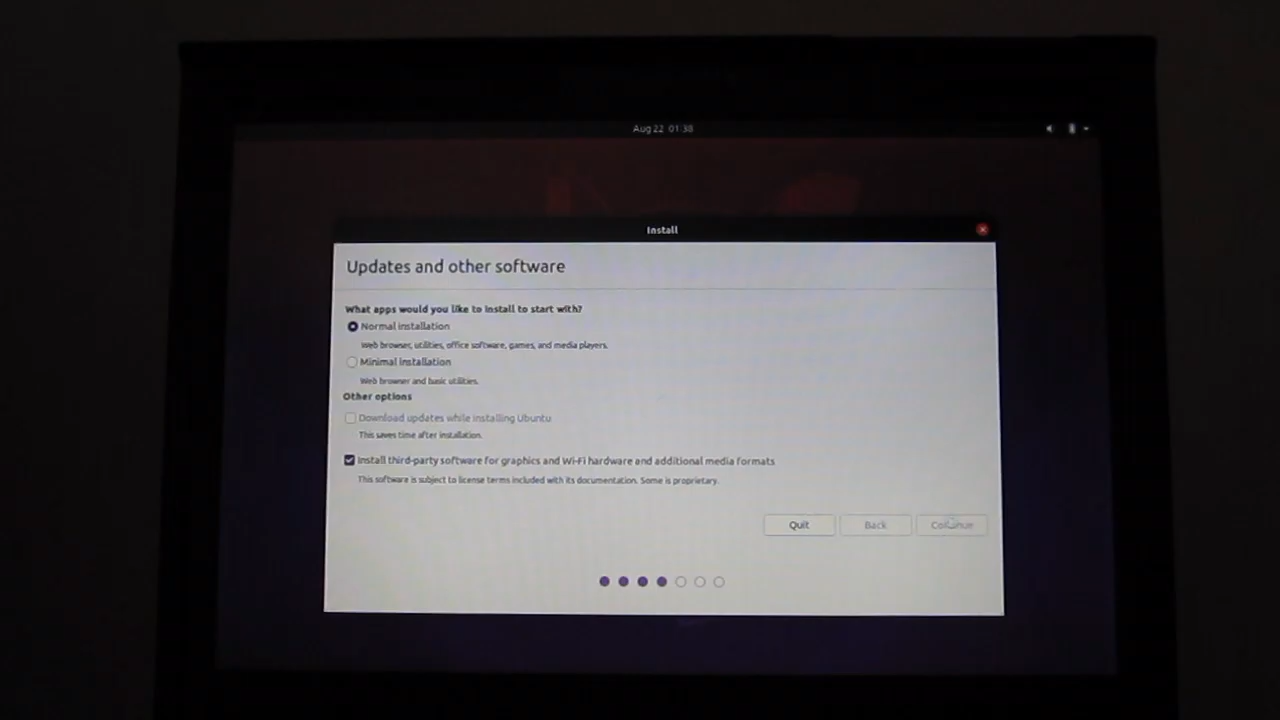 Aug 22 01:38
Install
Updates and other software
What apps would you like to install to start with?
Normal installation
Web browser, utilities, office software, games, and media players.
Minimal installation
Web browser and basic utilities.
Other options
Download updates while installing Ubuntu
This saves time after installation.
Install third-party software for graphics and Wi-Fi hardware and additional media formats
This software is subject to license terms included with its documentation. Some is proprietary.
Quit Back Continue